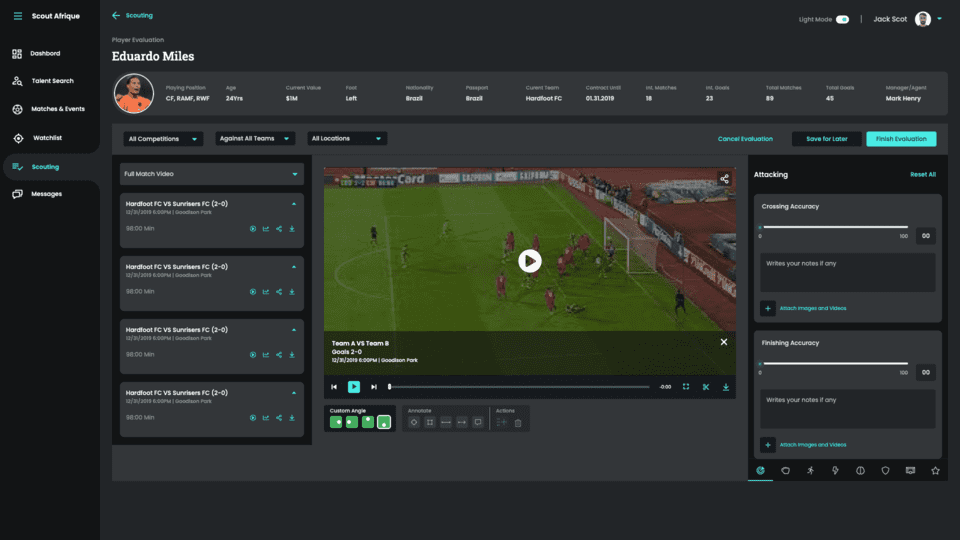 Scout Afrique
Dashbord
Talent Search
Matches & Events
Watchlist
Scouting
Messages
Scouting
Light Mode
Jack Scot
Player Evaluation
Eduardo Miles
Playing Position
CF, RAMF, RWF
Age
24Yrs
Current Value
$1M
Foot
Left
Nationality
Brazil
Passport
Brazil
Curent Team
Hardfoot FC
Contract Until
01.31.2019
Inl. Matches
18
Inl. Goals
23
Total Matches
89
Total Goals
45
Manager/Agent
Mark Henry
All Competitions
Against All Teams
All Locations
Cancel Evaluation
Save for Later
Finish Evaluation
Full Match Video
Hardfoot FC VS Sunrisers FC (2-0)
12/31/2019 6:00PM | Goodison Park
98:00 Min
Hardfoot FC VS Sunrisers FC (2-0)
12/31/2019 6:00PM | Goodison Park
98:00 Min
Hardfoot FC VS Sunrisers FC (2-0)
12/31/2019 6:00PM | Goodison Park
98:00 Min
Hardfoot FC VS Sunrisers FC (2-0)
12/31/2019 6:00PM | Goodison Park
98:00 Min
MasterCard
GAZPROM
GAZPROM
Team A VS Team B
Goals 2-0
12/31/2019 6:00PM | Goodison Park
-0:00
Custom Angle
Annotate
Actions
Attacking
Reset All
Crossing Accuracy
0
100
00
Writes your notes if any
Attach Images and Videos
Finishing Accuracy
0
100
00
Writes your notes if any
Attach Images and Videos